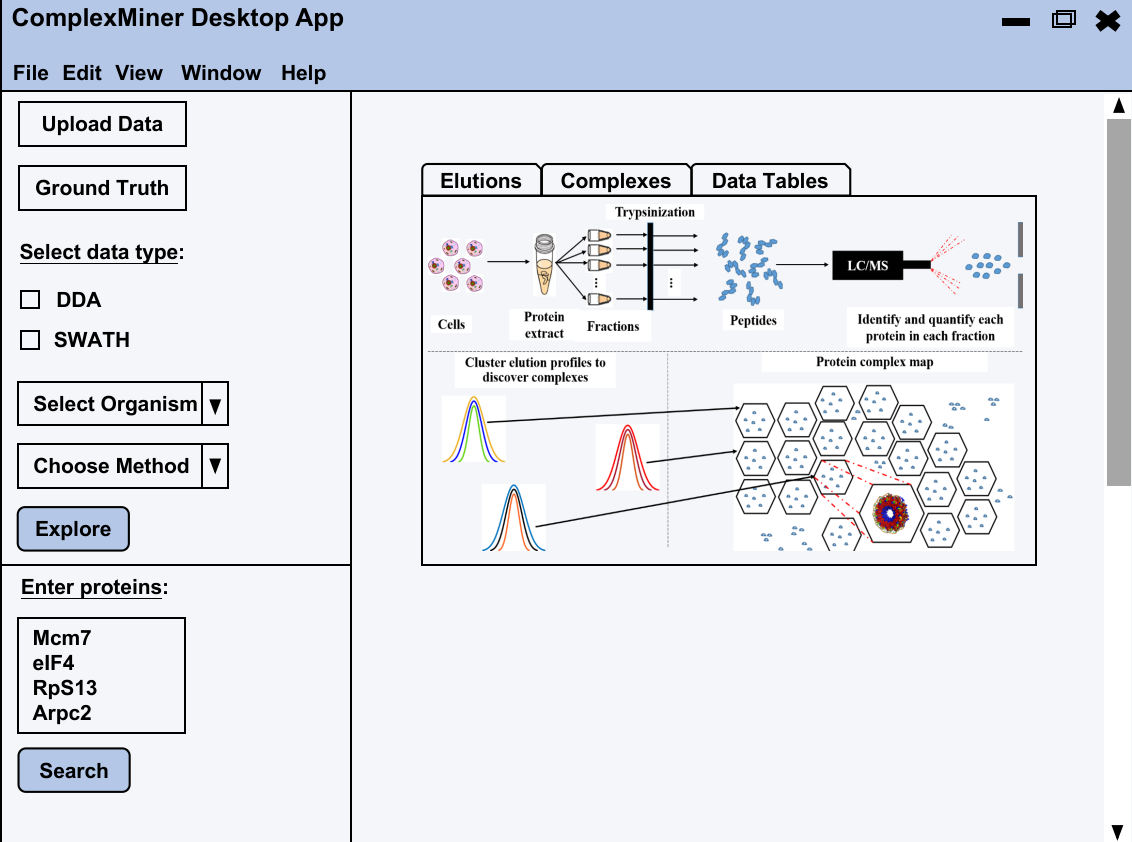 ComplexMiner Desktop App
File Edit View Window Help
Upload Data
Ground Truth
Select data type:
DDA
SWATH
Select Organism
Choose Method
Explore
Enter proteins:
Mcm7
eIF4
RpS13
Arpc2
Search
Elutions
Complexes
Data Tables
Trypsinization
LC/MS
Cells
Protein
extract
Fractions
Peptides
Identify and quantify each
protein in each fraction
Cluster elution profiles to
discover complexes
Protein complex map